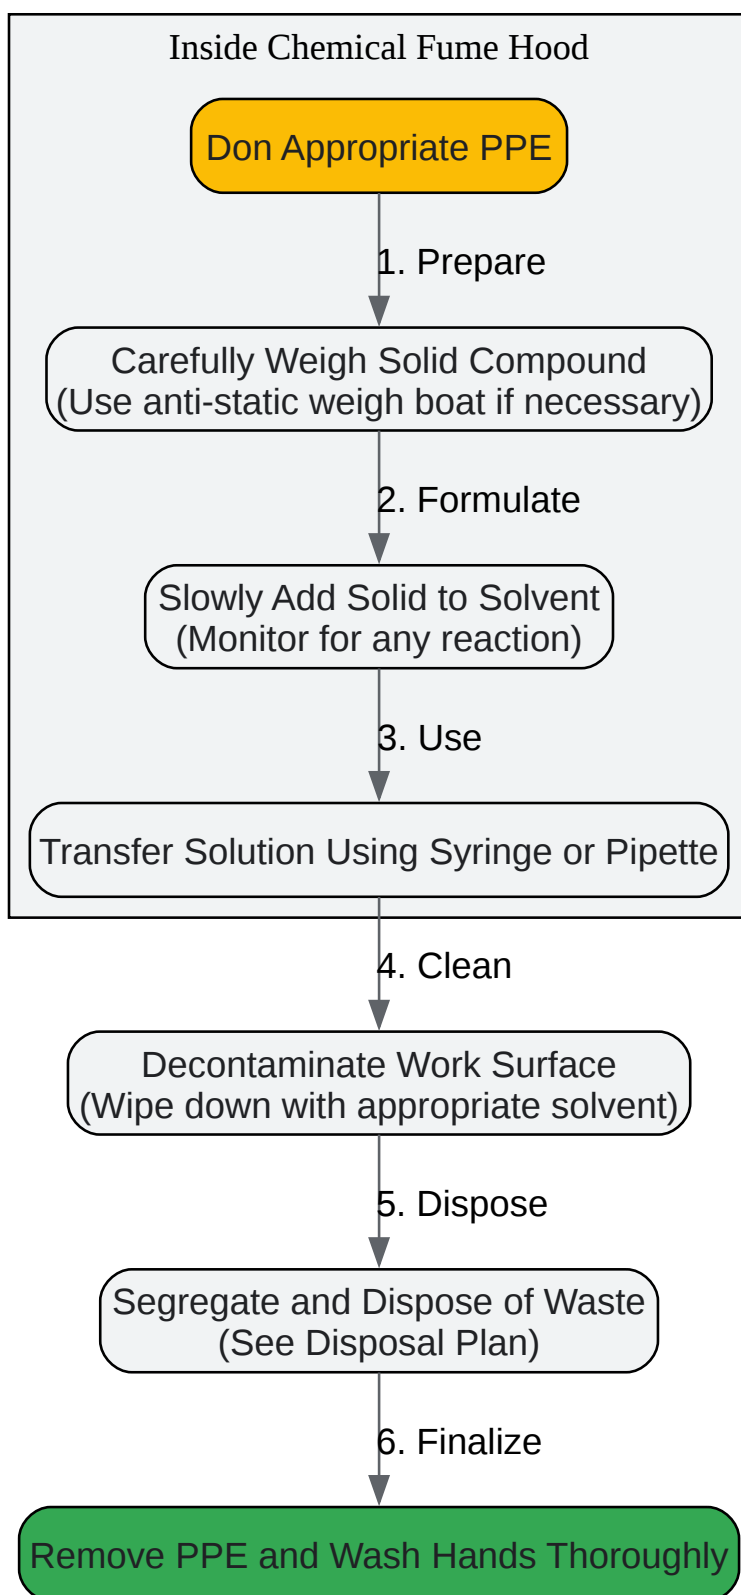 Inside Chemical Fume Hood
Don Appropriate PPE
1. Prepare
Carefully Weigh Solid Compound
(Use anti-static weigh boat if necessary)
2. Formulate
Slowly Add Solid to Solvent
(Monitor for any reaction)
3. Use
Transfer Solution Using Syringe or Pipette
4. Clean
Decontaminate Work Surface
(Wipe down with appropriate solvent)
5. Dispose
Segregate and Dispose of Waste
(See Disposal Plan)
6. Finalize
Remove PPE and Wash Hands Thoroughly